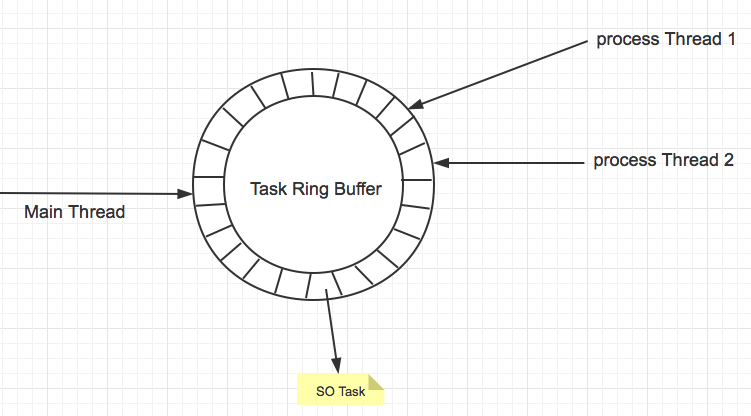 process Thread 1
process Thread 2
Task Ring Buffer
Main Thread
SO Task